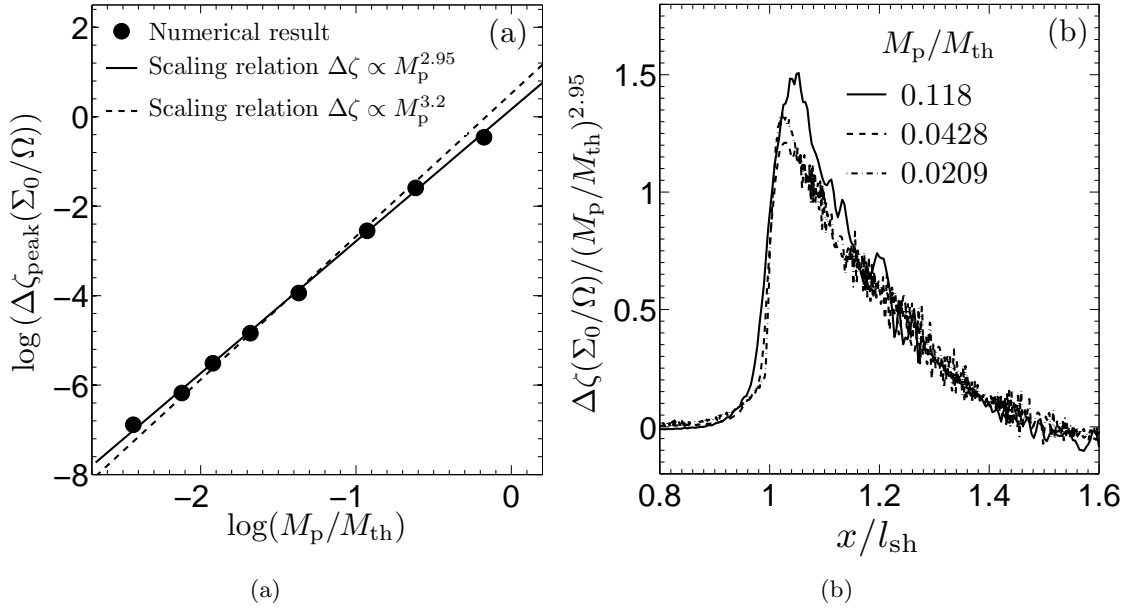 (a)
Numerical result
Scaling relation Δζ ∝ M_p^2.95
Scaling relation Δζ ∝ M_p^3.2
2
0
−2
−4
−6
−8
log (Δζ_peak(Σ_0/Ω))
−2 −1 0
log(M_p/M_th)
(a)
(b)
M_p/M_th
0.118
0.0428
0.0209
1.5
1
0.5
0
Δζ(Σ_0/Ω)/(M_p/M_th)^2.95
0.8 1 1.2 1.4 1.6
x/l_sh
(b)